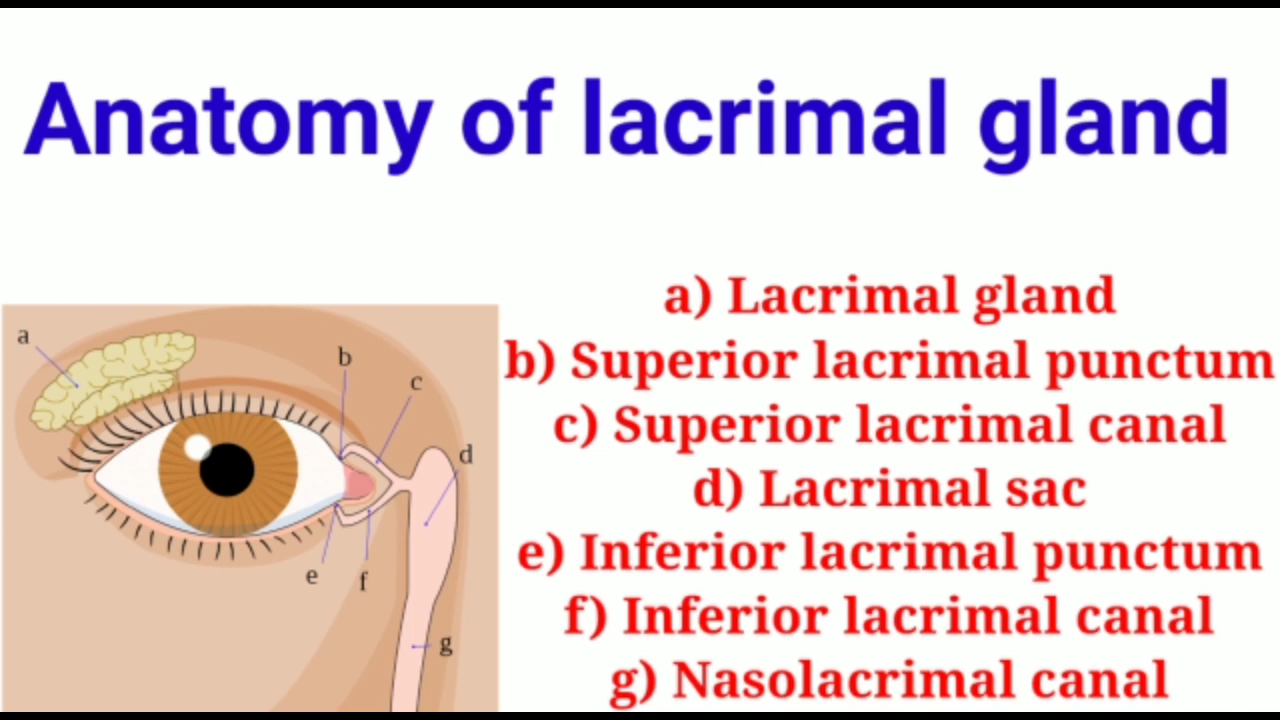 Anatomy of lacrimal gland
a) Lacrimal gland
b) Superior lacrimal punctum
c) Superior lacrimal canal
d) Lacrimal sac
e) Inferior lacrimal punctum
f) Inferior lacrimal canal
g) Nasolacrimal canal
a
b
c
d
e
f
g